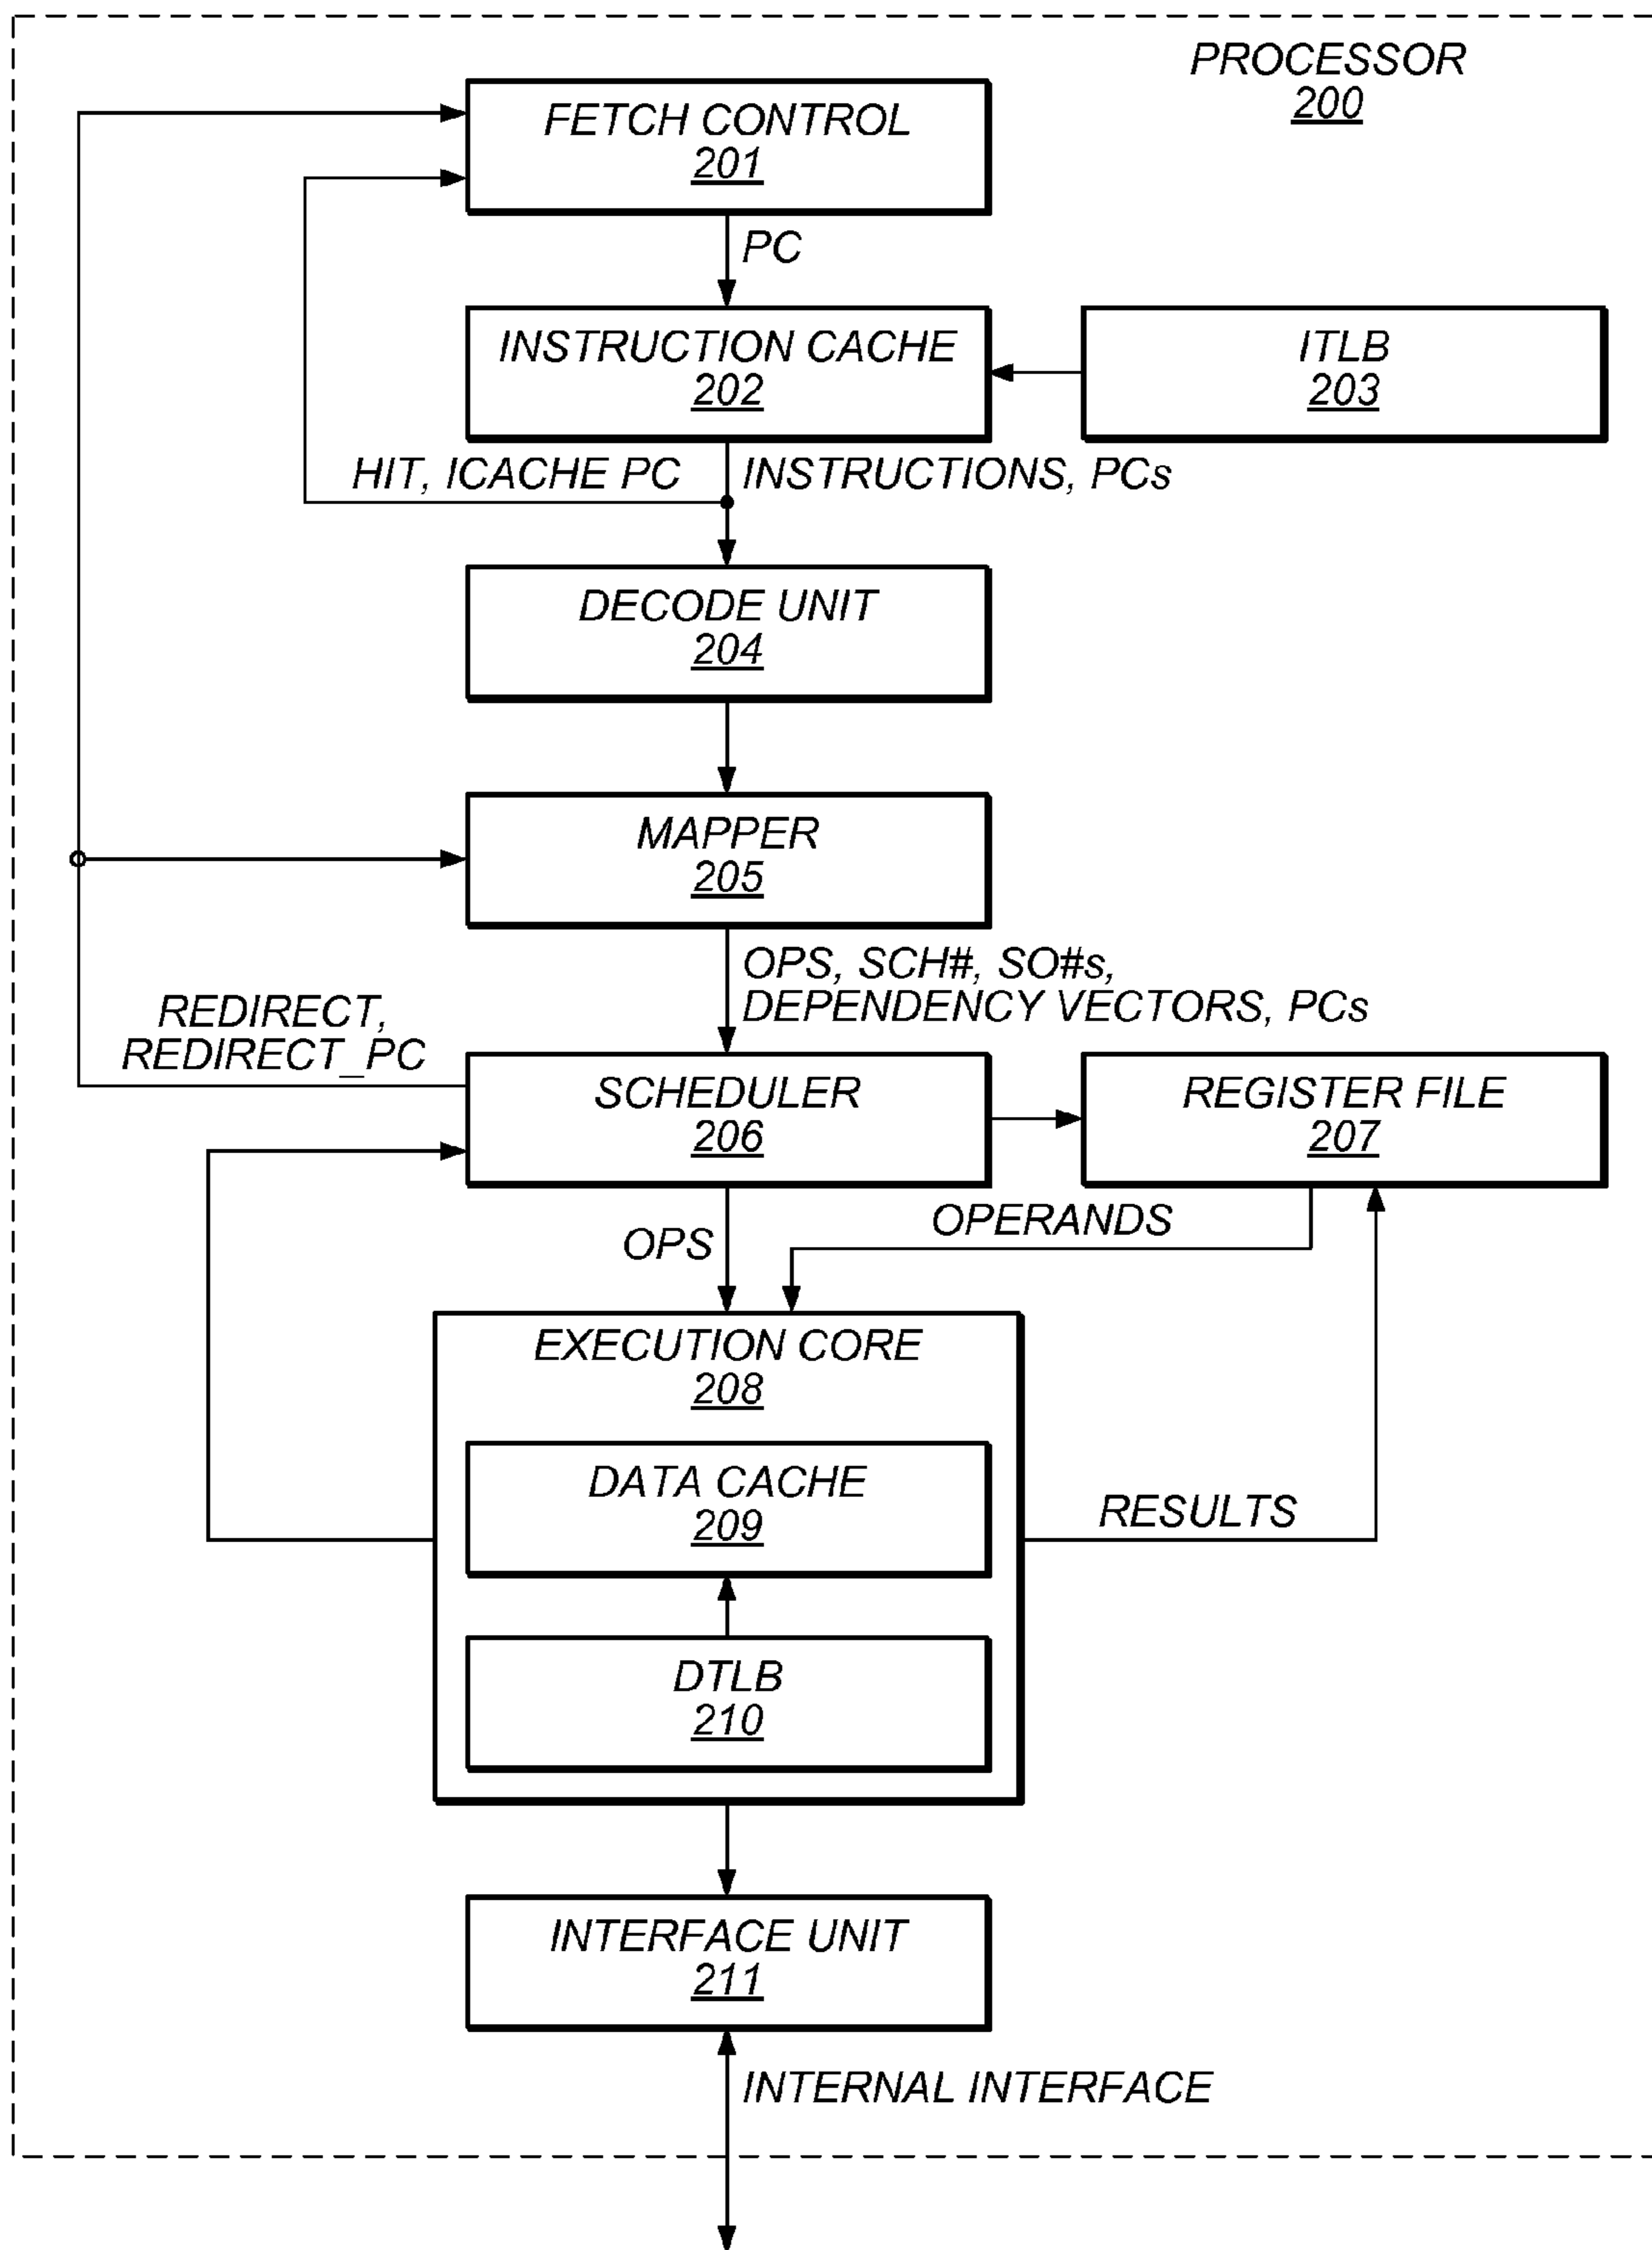 PROCESSOR
200
FETCH CONTROL
201
PC
INSTRUCTION CACHE
202
ITLB
203
HIT, ICACHE PC
INSTRUCTIONS, PCs
DECODE UNIT
204
MAPPER
205
OPS, SCH#, SO#s,
DEPENDENCY VECTORS, PCs
REDIRECT,
REDIRECT_PC
SCHEDULER
206
REGISTER FILE
207
OPS
OPERANDS
EXECUTION CORE
208
DATA CACHE
209
RESULTS
DTLB
210
INTERFACE UNIT
211
INTERNAL INTERFACE